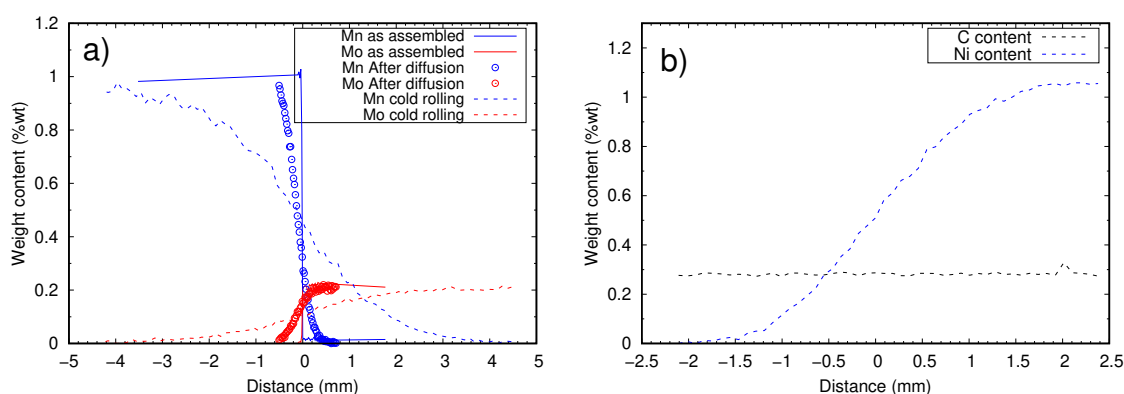 a)
Weight content (%wt)
1.2
1
0.8
0.6
0.4
0.2
0
Mn as assembled
Mo as assembled
Mn After diffusion
Mo After diffusion
Mn cold rolling
Mo cold rolling
−5 −4 −3 −2 −1 0 1 2 3 4 5
Distance (mm)
b)
Weight content (%wt)
1.2
1
0.8
0.6
0.4
0.2
0
C content
Ni content
−2.5 −2 −1.5 −1 −0.5 0 0.5 1 1.5 2 2.5
Distance (mm)